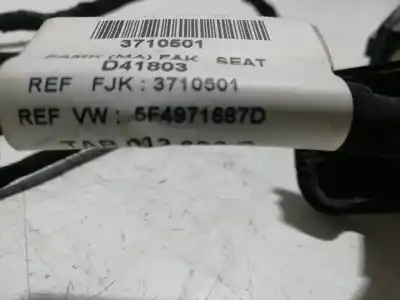 3710501
SEAT
D41803
REF FJK : 3710501
REF VW : 5F4971687D